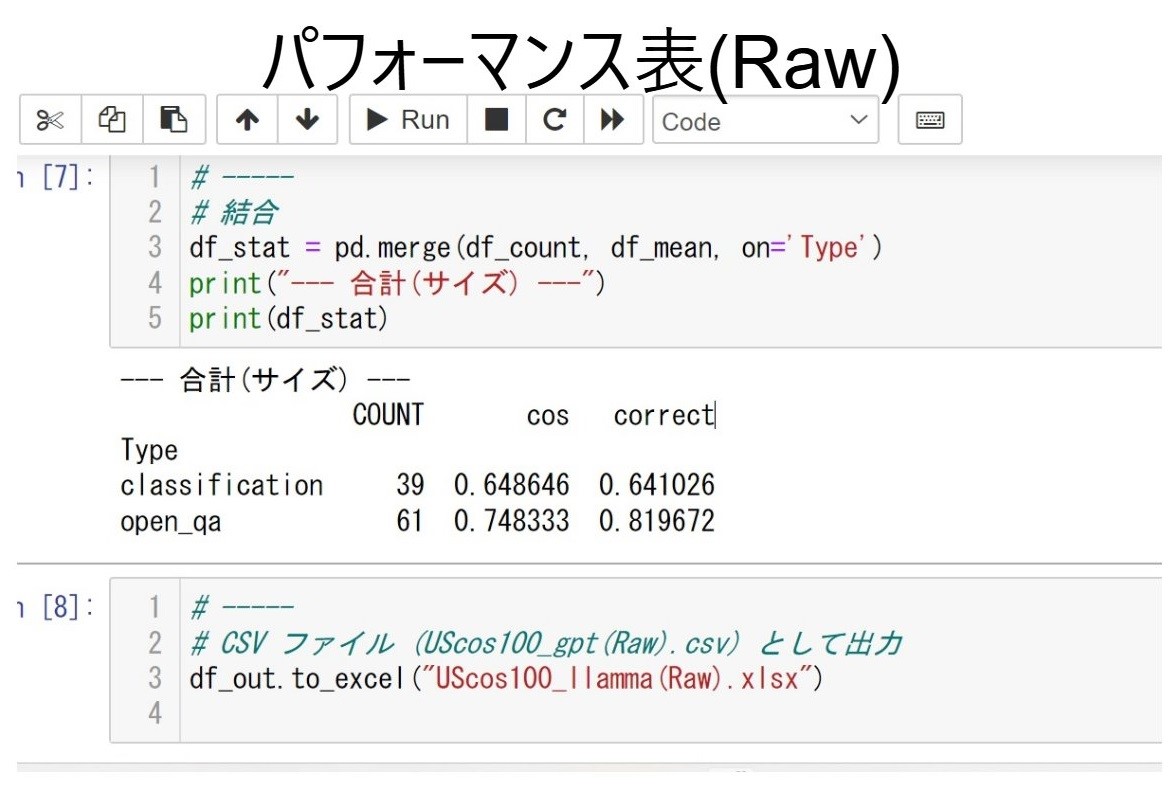 パフォーマンス表(Raw)
Run
Code
n [7]:
1 # -----
2 # 結合
3 df_stat = pd.merge(df_count, df_mean, on='Type')
4 print("--- 合計(サイズ) ---")
5 print(df_stat)
--- 合計(サイズ) ---
COUNT cos correct
Type
classification 39 0.648646 0.641026
open_qa 61 0.748333 0.819672
n [8]:
1 # -----
2 # CSV ファイル (UScos100_gpt(Raw).csv) として出力
3 df_out.to_excel("UScos100_llamma(Raw).xlsx")
4